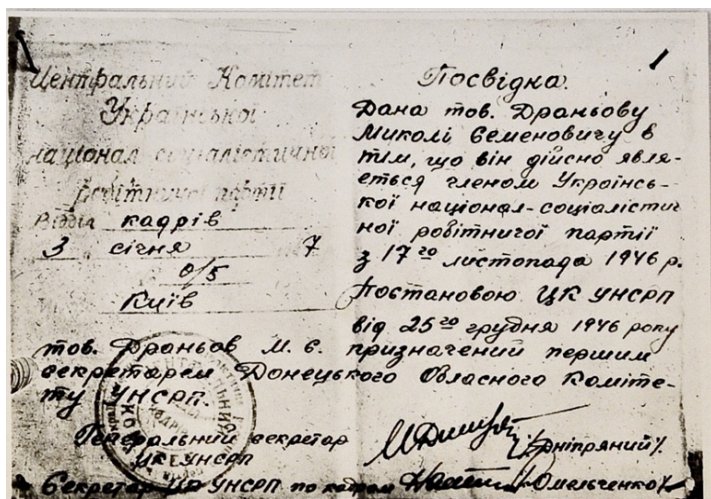 Центральний Комітет
Української
націонал соціалістичної
робітничої партії
Відділ кадрів
3 січня 7
0/5
Київ
1
Посвідка.
Дана тов. Драньову
Миколі Семеновичу в
тім, що він дійсно явля-
ється членом Українсь-
кої націонал-соціалістич
ної робітничої партії
з 17го листопада 1946 р.
Постановою ЦК УНСРП
від 25го грудня 1946 року
тов. Драньов М. Є. призначений першим
секретарем Донецького Обласного Коміте-
ту УНСРП.
Генеральний секретар
ЦК УНСРП /Дніпряний/.
Секретар ЦК УНСРП по кадрам /Омельченко/